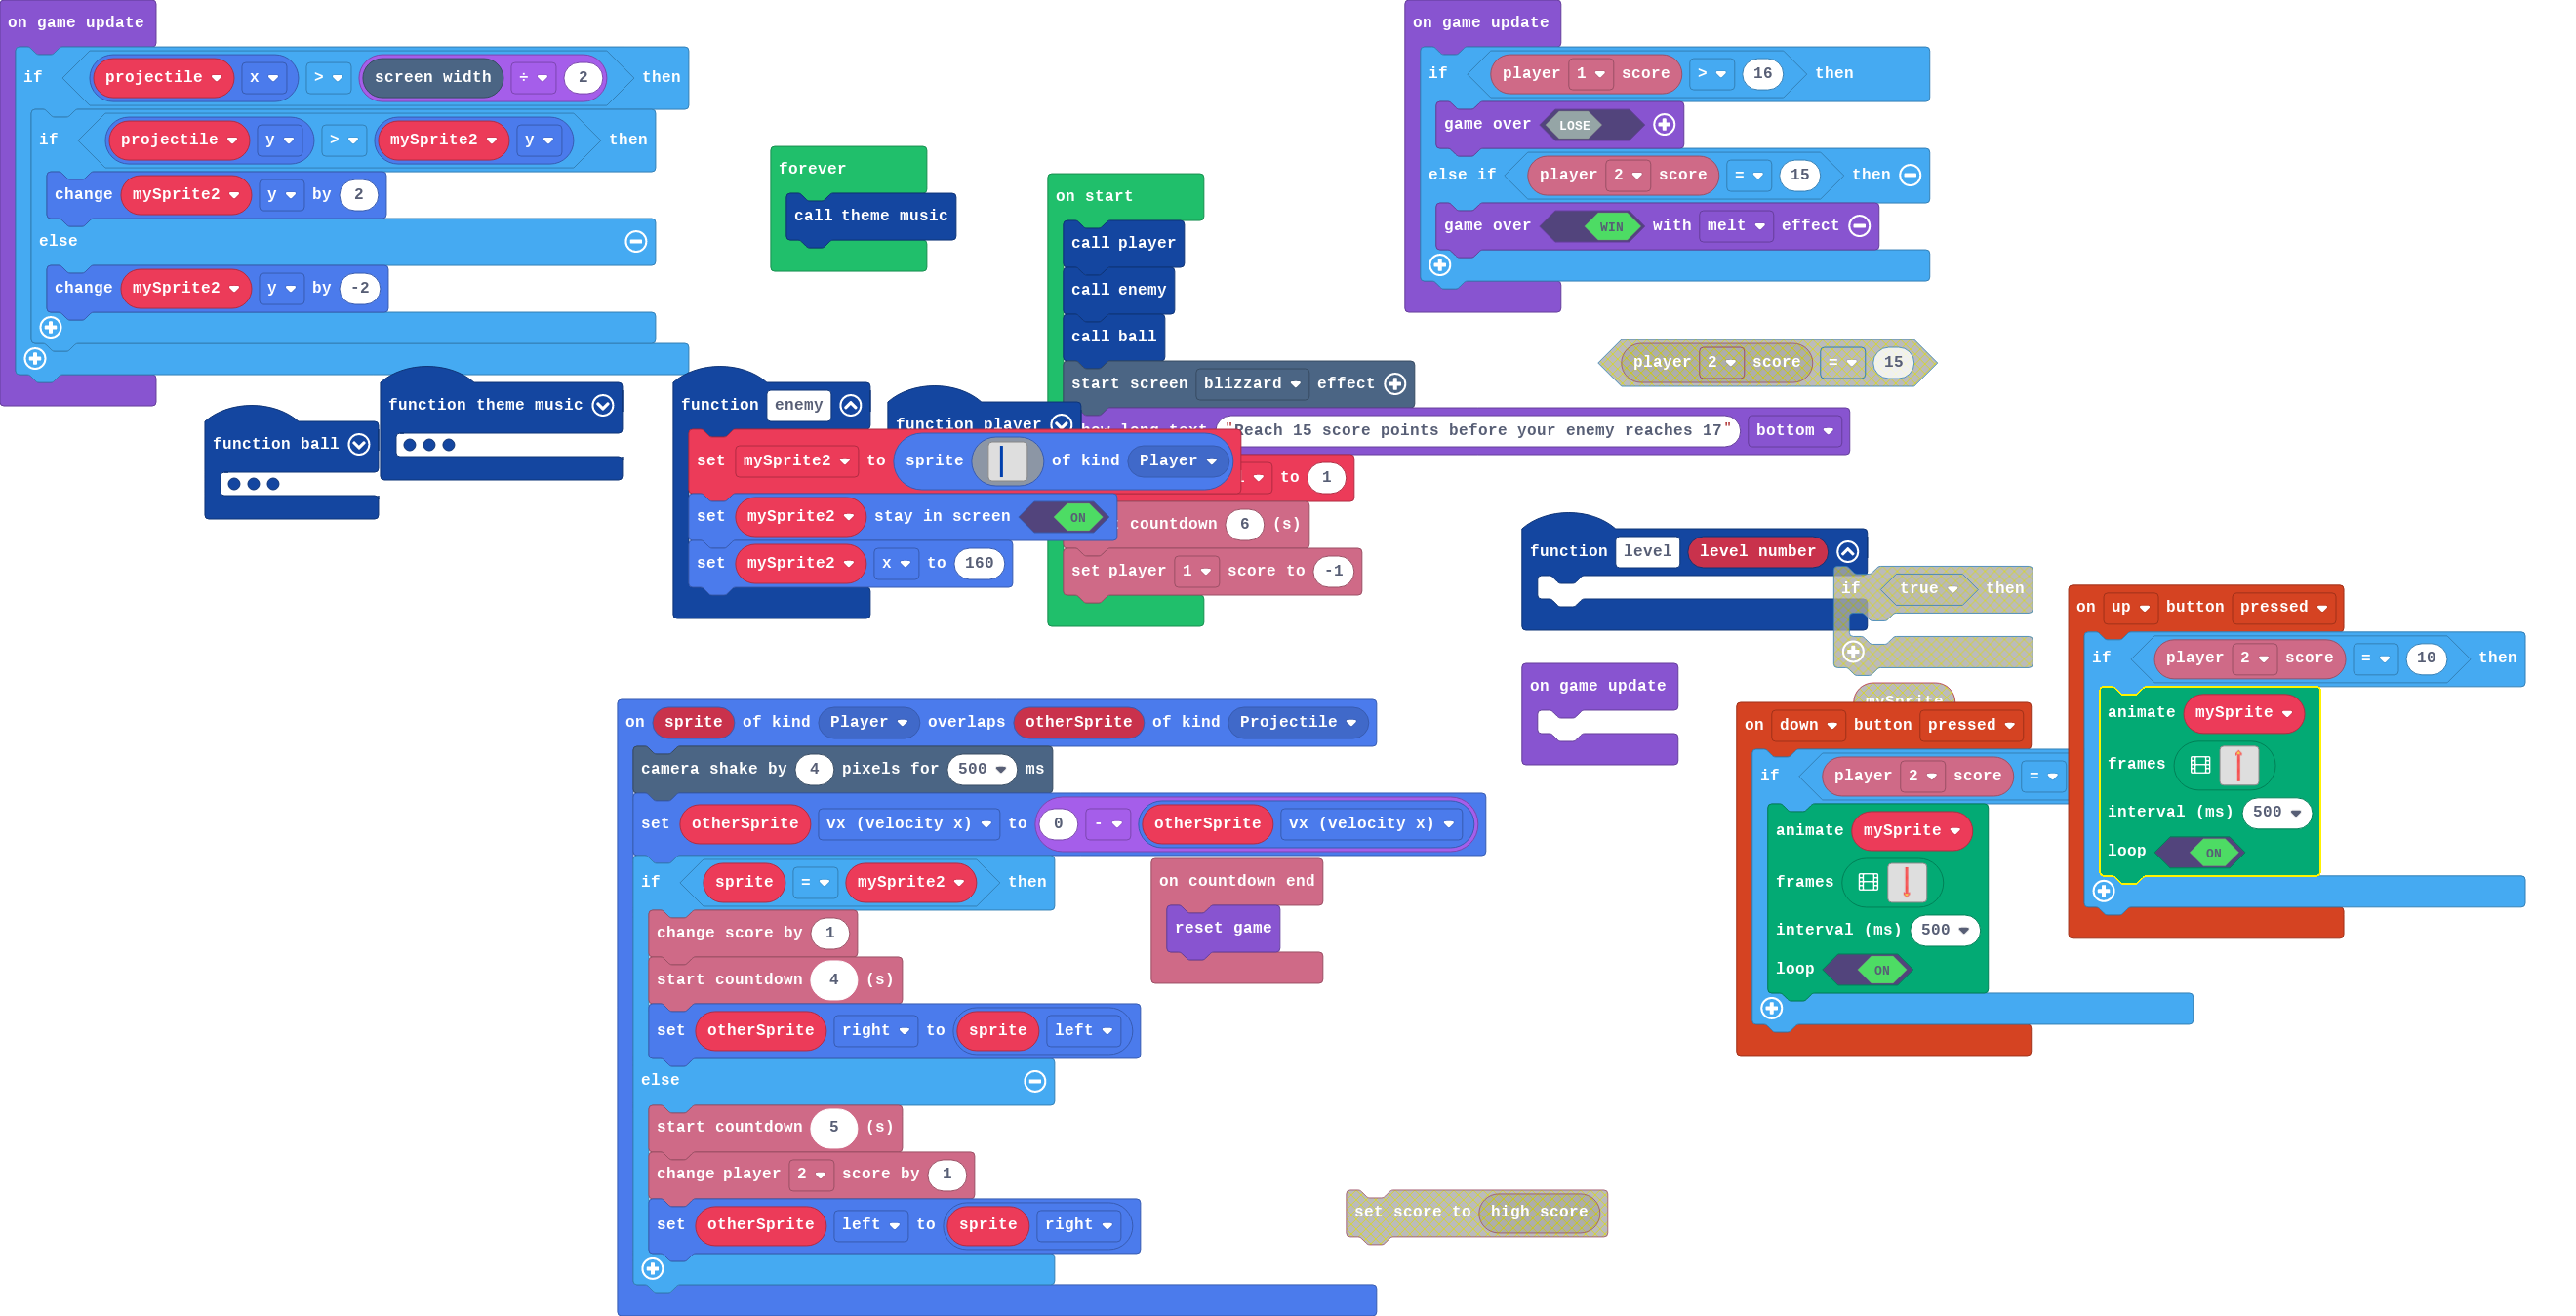 on game update
if projectile x > screen width ÷ 2 then
if projectile y > mySprite2 y then
change mySprite2 y by 2
else
change mySprite2 y by -2
forever
call theme music
on start
call player
call enemy
call ball
start screen blizzard effect
long text "Reach 15 score points before your enemy reaches 17" bottom
to 1
countdown 6 (s)
set player 1 score to -1
on game update
if player 1 score > 16 then
game over LOSE
else if player 2 score = 15 then
game over WIN with melt effect
player 2 score = 15
function ball
function theme music
function enemy
function player
set mySprite2 to sprite of kind Player
set mySprite2 stay in screen ON
set mySprite2 x to 160
function level level number
if true then
on game update
mySprite
on up button pressed
if player 2 score = 10 then
animate mySprite
frames
interval (ms) 500
loop ON
on down button pressed
if player 2 score =
animate mySprite
frames
interval (ms) 500
loop ON
on sprite of kind Player overlaps otherSprite of kind Projectile
camera shake by 4 pixels for 500 ms
set otherSprite vx (velocity x) to 0 - otherSprite vx (velocity x)
if sprite = mySprite2 then
change score by 1
start countdown 4 (s)
set otherSprite right to sprite left
else
start countdown 5 (s)
change player 2 score by 1
set otherSprite left to sprite right
on countdown end
reset game
set score to high score